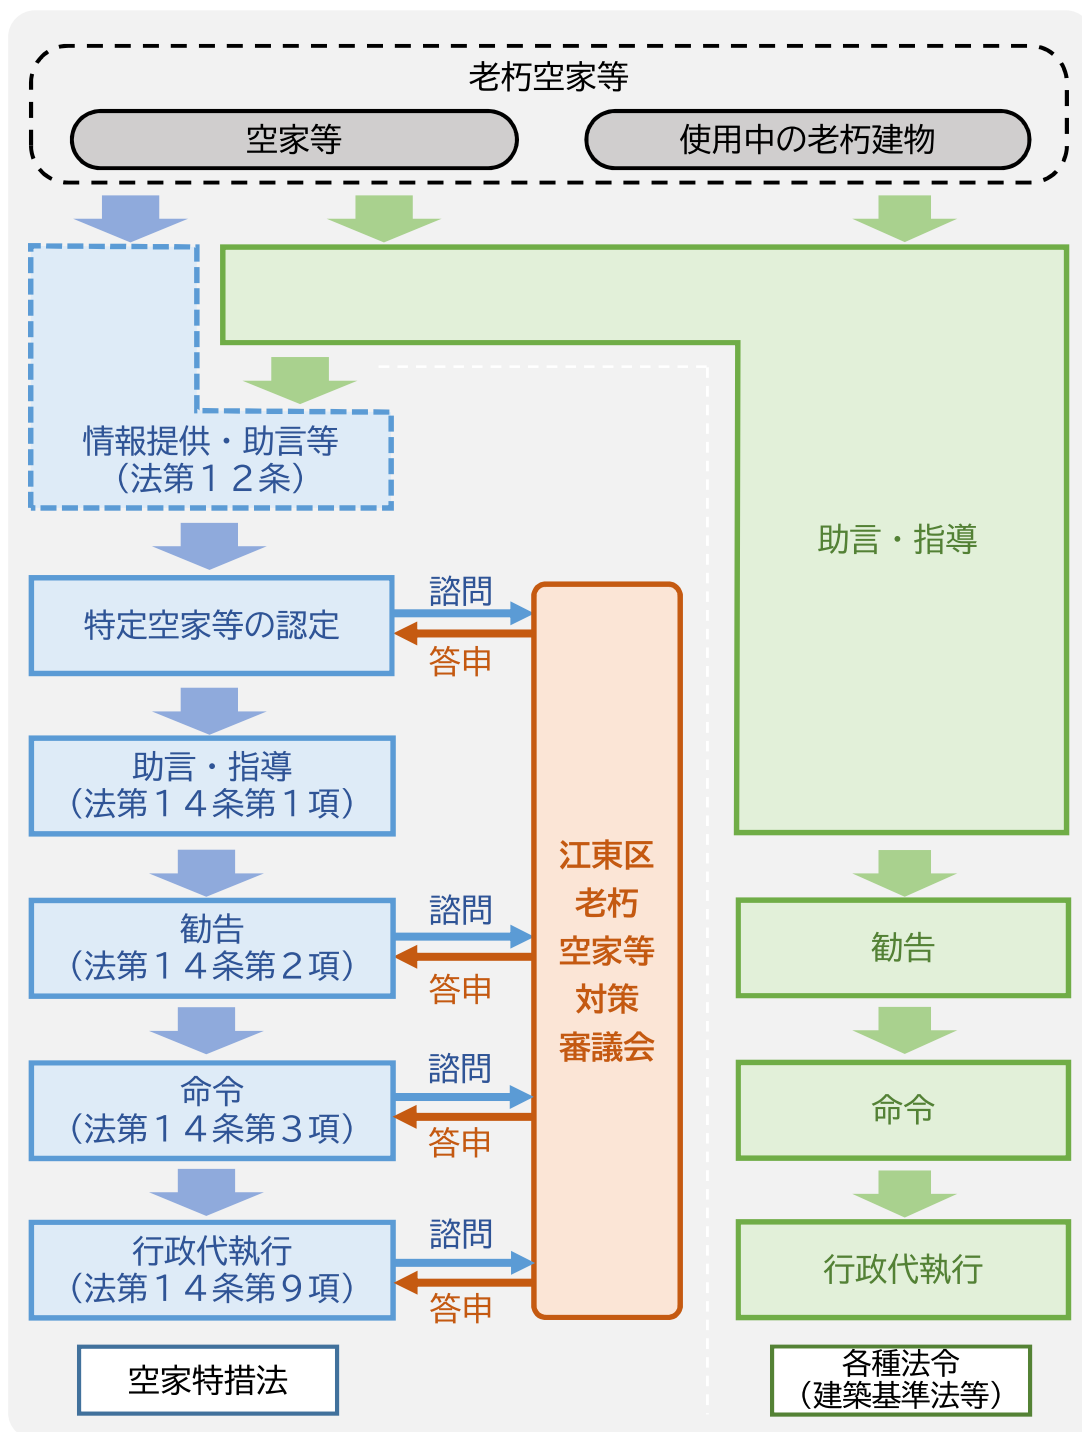 老朽空家等
空家等
使用中の老朽建物
情報提供・助言等
（法第１２条）
助言・指導
特定空家等の認定
諮問
答申
助言・指導
（法第１４条第１項）
江東区
老朽
空家等
対策
審議会
勧告
（法第１４条第２項）
諮問
答申
勧告
命令
（法第１４条第３項）
諮問
答申
命令
行政代執行
（法第１４条第９項）
諮問
答申
行政代執行
空家特措法
各種法令
（建築基準法等）